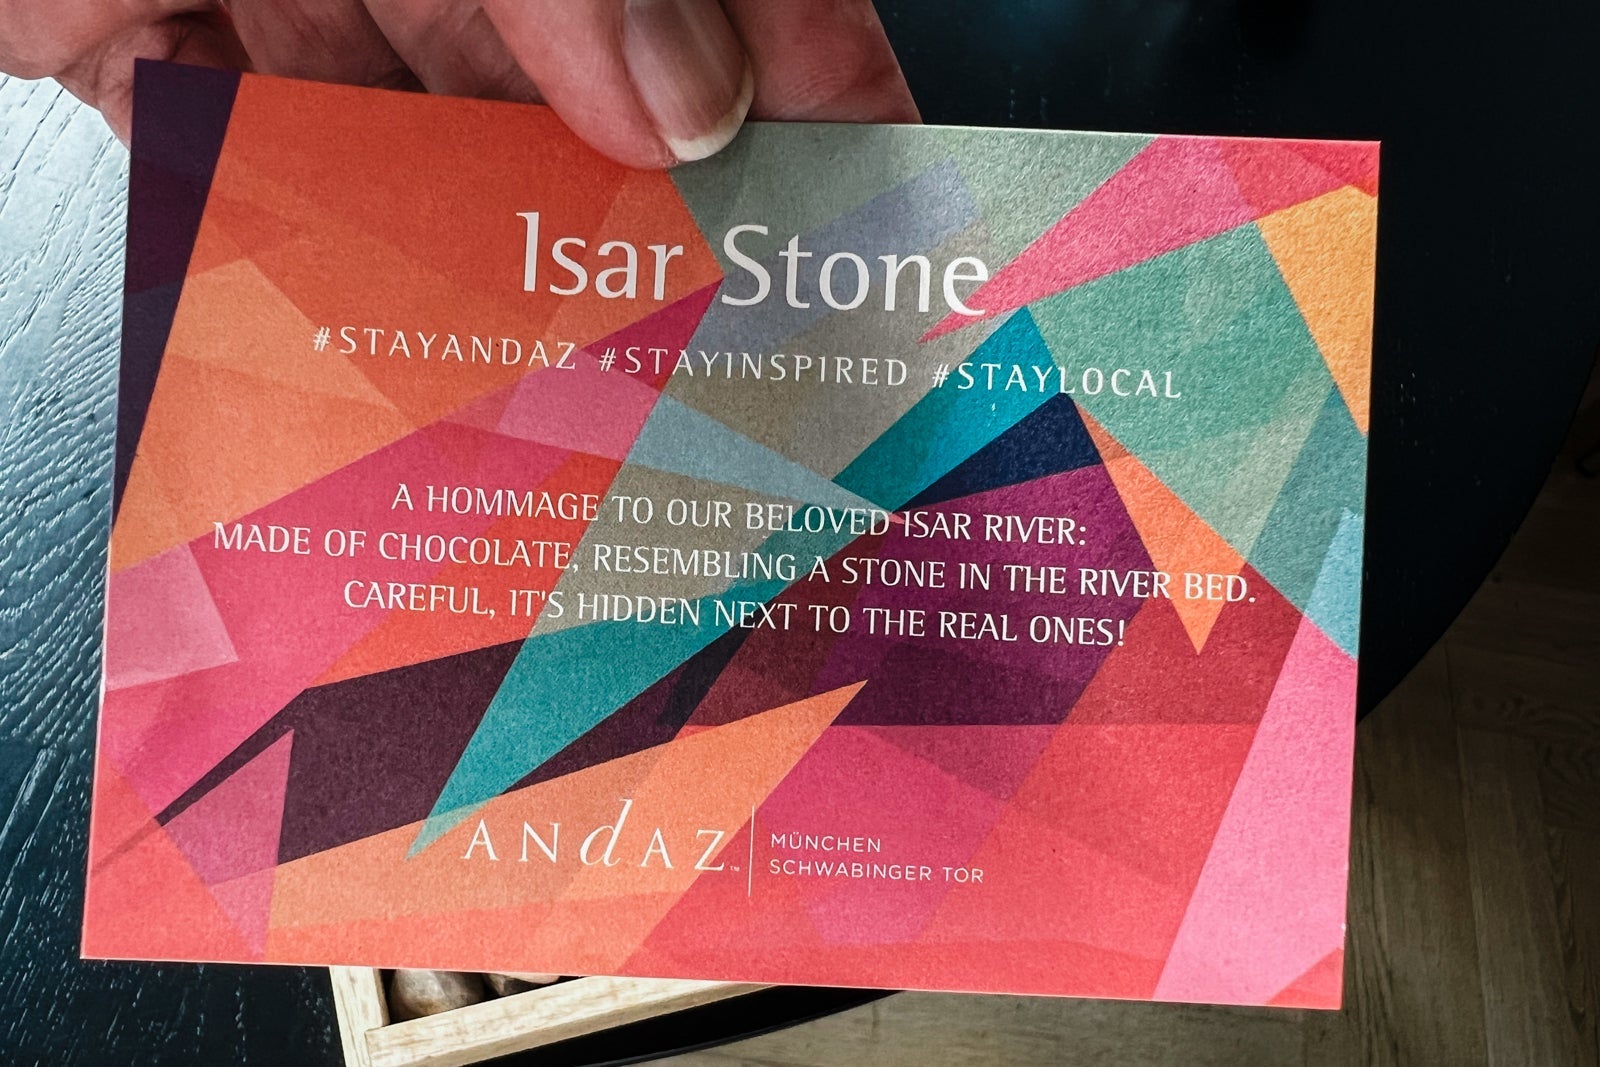 Isar Stone
#STAYANDAZ #STAYINSPIRED #STAYLOCAL
A HOMMAGE TO OUR BELOVED ISAR RIVER:
MADE OF CHOCOLATE, RESEMBLING A STONE IN THE RIVER BED.
CAREFUL, IT'S HIDDEN NEXT TO THE REAL ONES!
ANdAZ™
MÜNCHEN
SCHWABINGER TOR